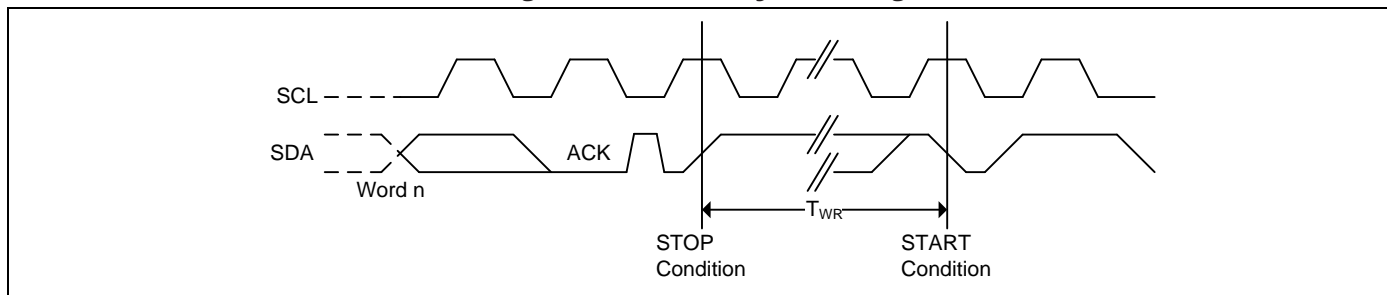 SCL
SDA
ACK
Word n
TWR
STOP
Condition
START
Condition